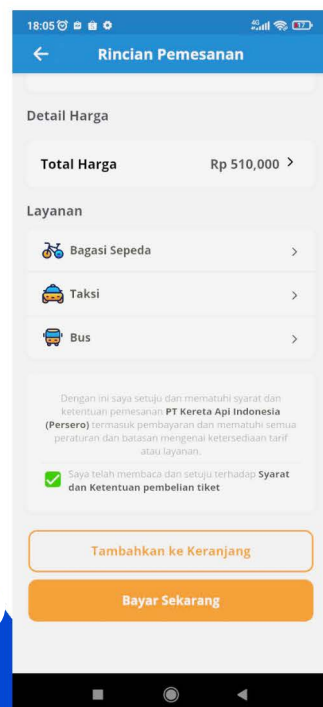 18:05
4G 17
Rincian Pemesanan
Detail Harga
Total Harga Rp 510,000
Layanan
Bagasi Sepeda
Taksi
Bus
Dengan ini saya setuju dan mematuhi syarat dan
ketentuan pemesanan PT Kereta Api Indonesia
(Persero) termasuk pembayaran dan mematuhi semua
peraturan dan batasan mengenai ketersediaan tarif
atau layanan.
Saya telah membaca dan setuju terhadap Syarat
dan Ketentuan pembelian tiket
Tambahkan ke Keranjang
Bayar Sekarang